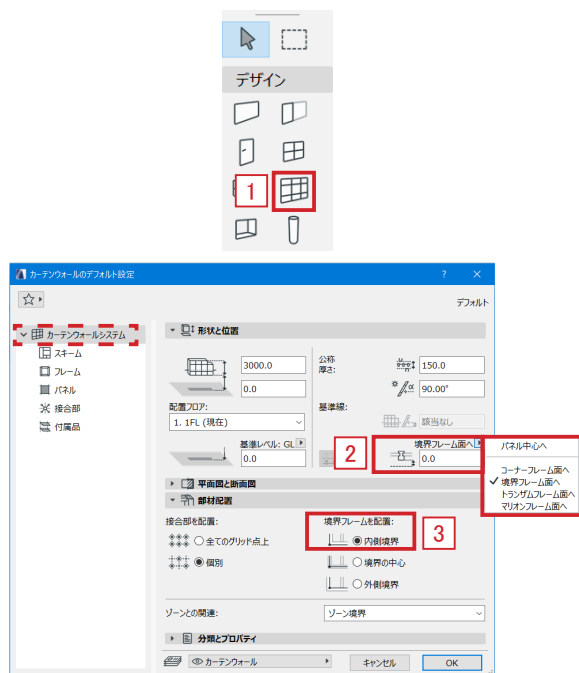 デザイン
1
カーテンウォールのデフォルト設定
? ×
デフォルト
カーテンウォールシステム
スキーム
フレーム
パネル
接合部
付属品
形状と位置
3000.0
0.0
公称
厚さ:
150.0
α 90.00°
配置フロア:
1. 1FL (現在)
基準線:
該当なし
基準レベル: GL
0.0
2
境界フレーム面へ
0.0
パネル中心へ
コーナーフレーム面へ
✓ 境界フレーム面へ
トランザムフレーム面へ
マリオンフレーム面へ
平面図と断面図
部材配置
接合部を配置:
全てのグリッド点上
個別
境界フレームを配置:
内側境界
3
境界の中心
外側境界
ゾーンとの関連:
ゾーン境界
分類とプロパティ
カーテンウォール
キャンセル
OK